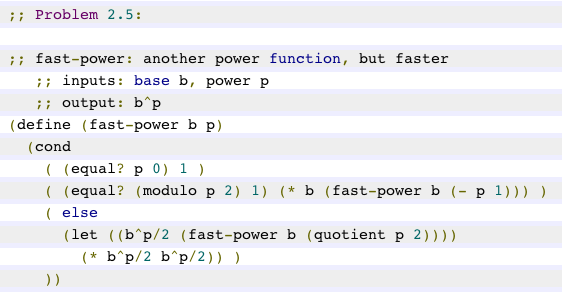 ;; Problem 2.5:

;; fast-power: another power function, but faster
   ;; inputs: base b, power p
   ;; output: b^p
(define (fast-power b p)
  (cond
    ( (equal? p 0) 1 )
    ( (equal? (modulo p 2) 1) (* b (fast-power b (- p 1))) )
    ( else
      (let ((b^p/2 (fast-power b (quotient p 2))))
        (* b^p/2 b^p/2)) )
    ))